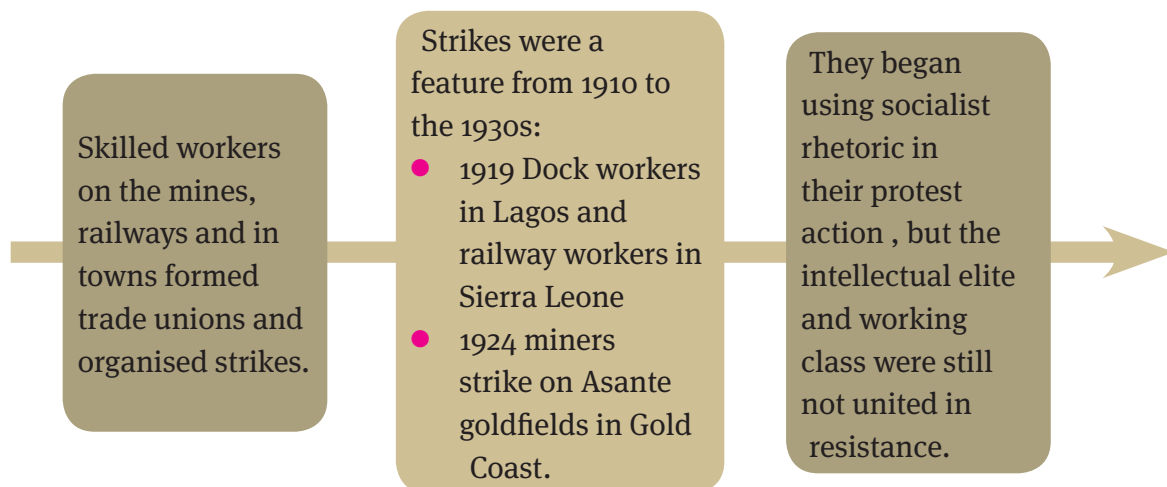 Skilled workers
on the mines,
railways and in
towns formed
trade unions and
organised strikes.
Strikes were a
feature from 1910 to
the 1930s:
● 1919 Dock workers
in Lagos and
railway workers in
Sierra Leone
● 1924 miners
strike on Asante
goldfields in Gold
Coast.
They began
using socialist
rhetoric in
their protest
action , but the
intellectual elite
and working
class were still
not united in
resistance.